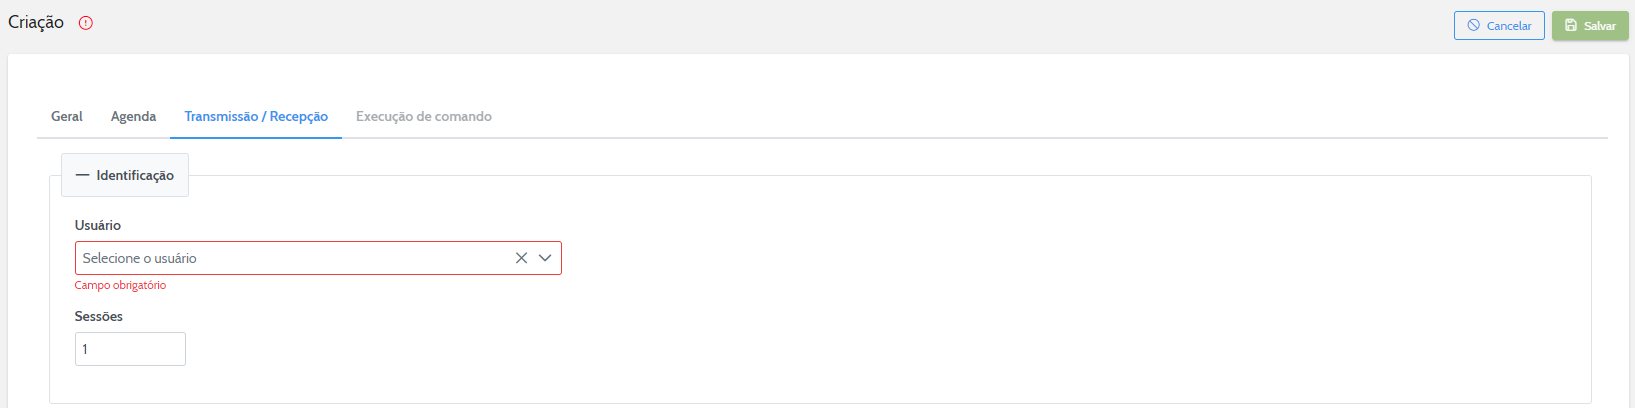 Criação
Cancelar
Salvar
Geral
Agenda
Transmissão / Recepção
Execução de comando
Identificação
Usuário
Selecione o usuário
Campo obrigatório
Sessões
1